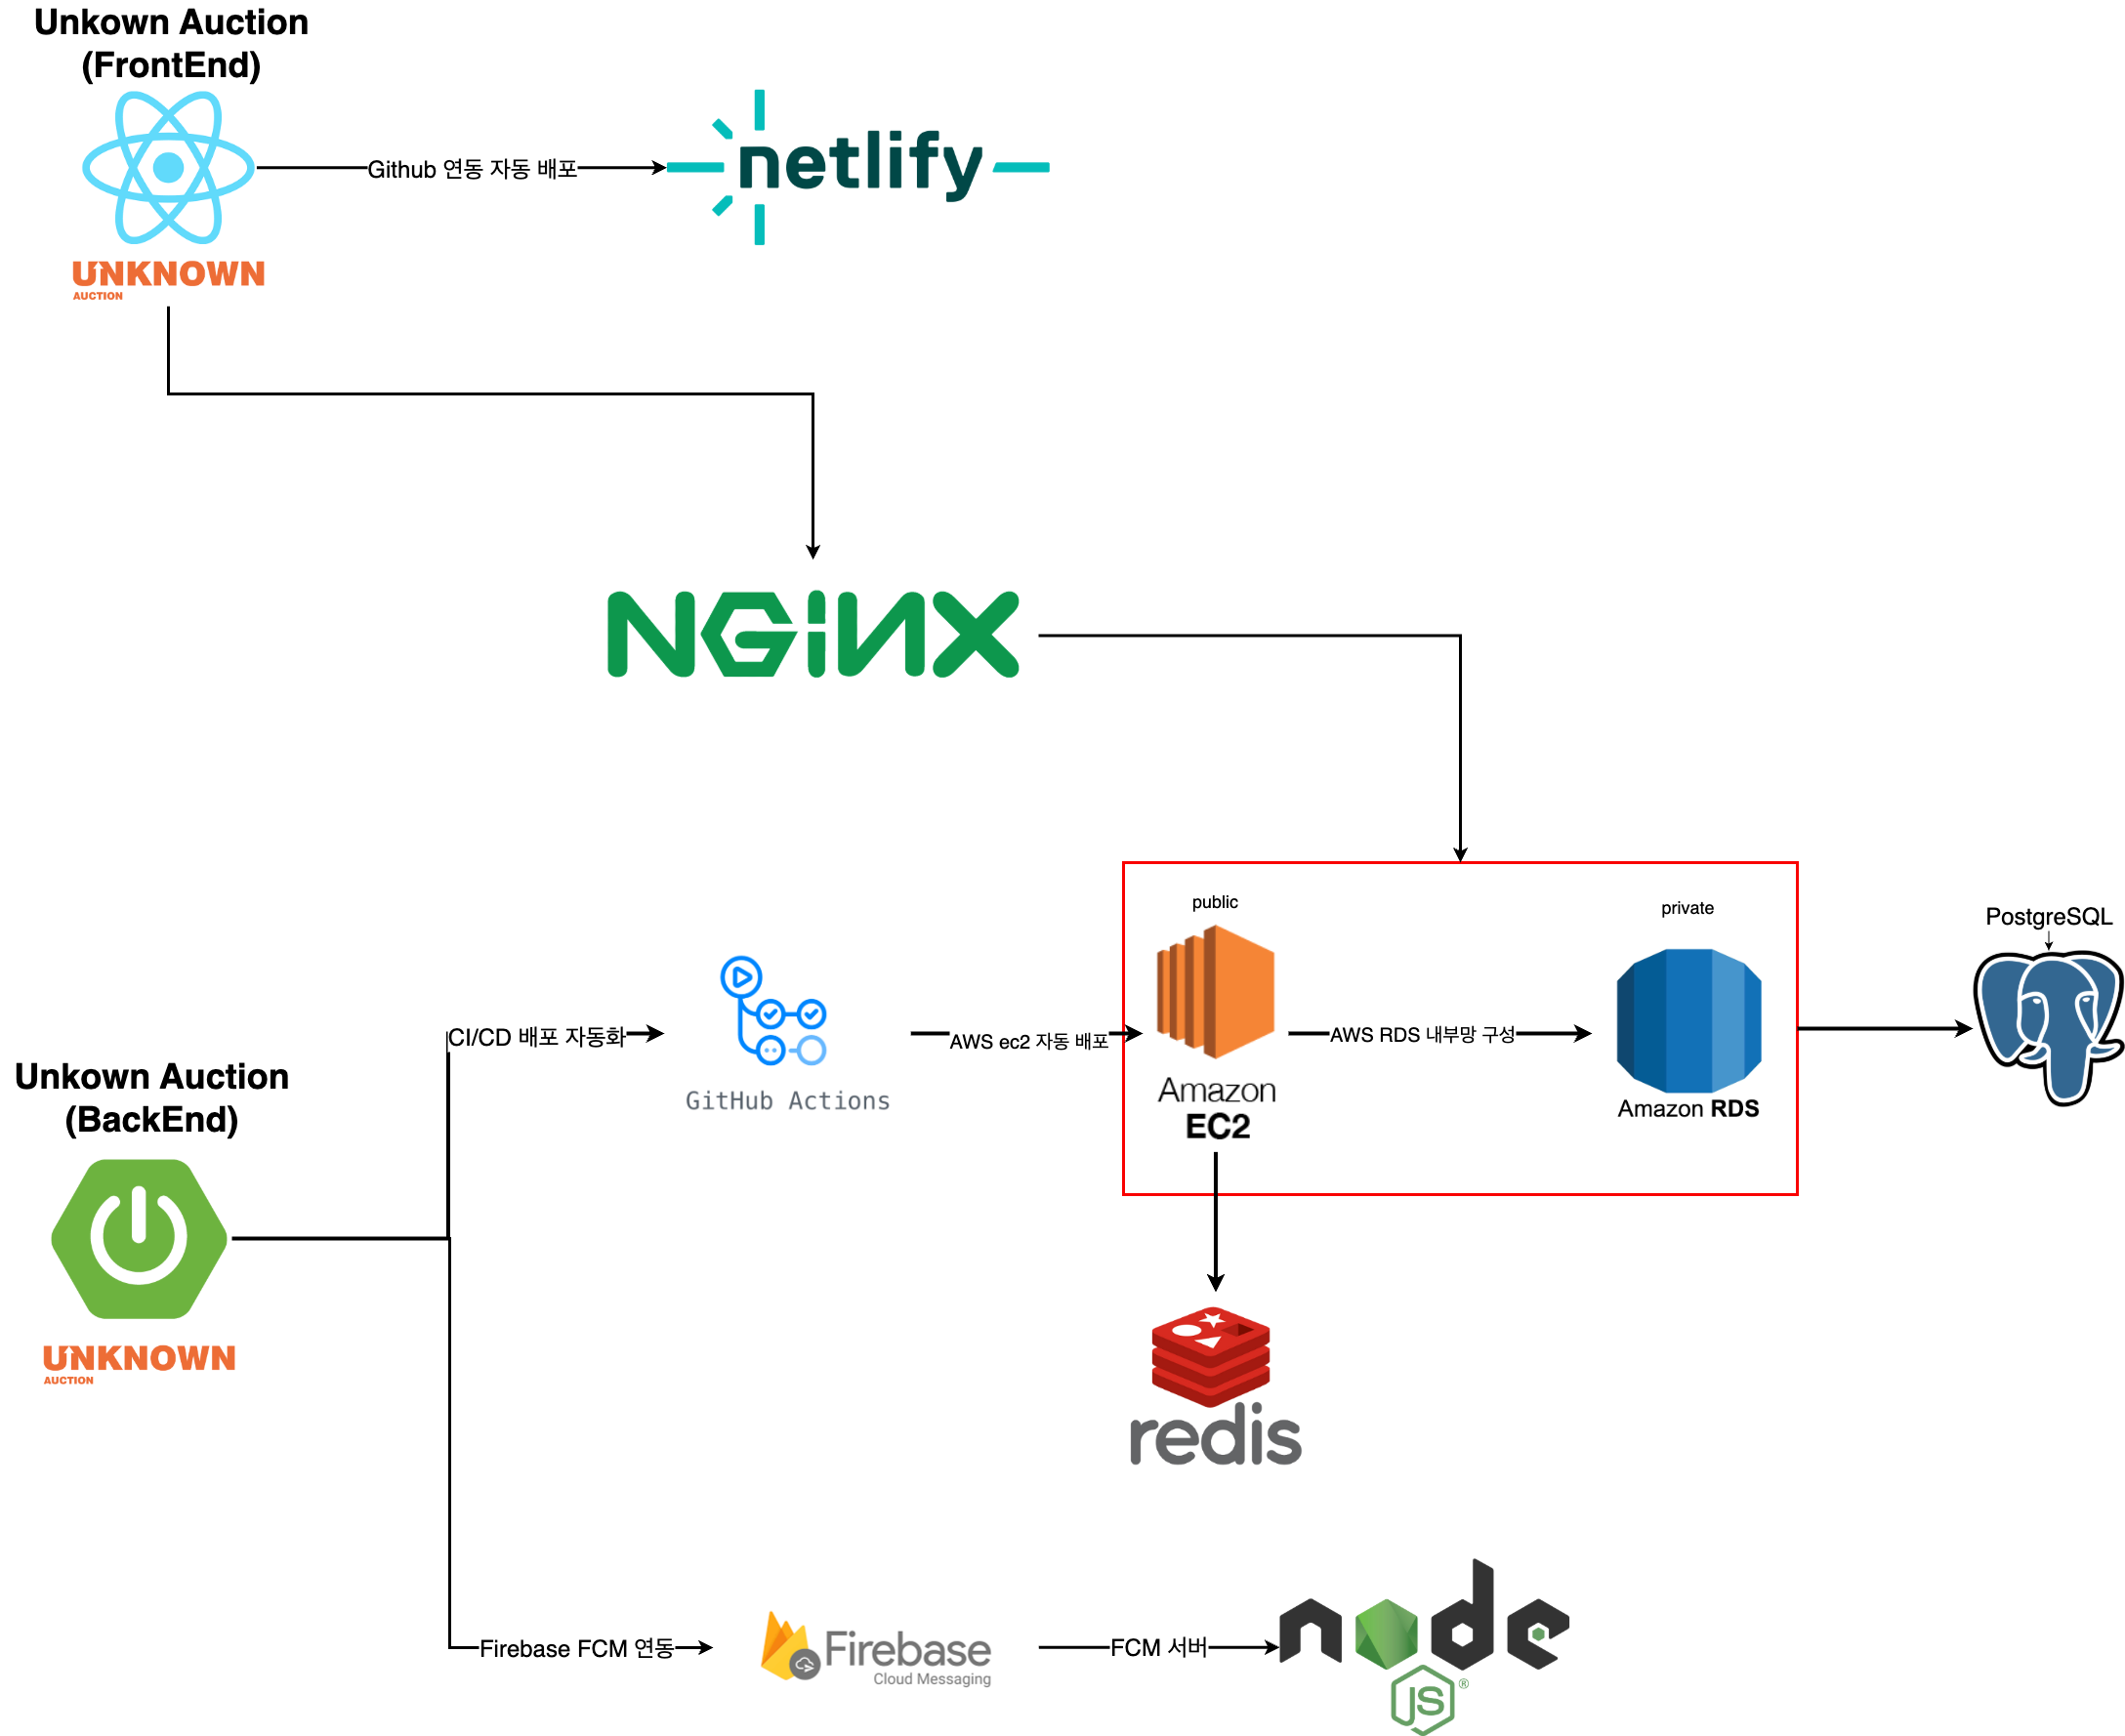 Unkown Auction
(FrontEnd)
Github 연동 자동 배포
netlify
UNKNOWN
AUCTION
NGiNX
public
private
PostgreSQL
CI/CD 배포 자동화
AWS ec2 자동 배포
AWS RDS 내부망 구성
GitHub Actions
Amazon
EC2
Amazon RDS
Unkown Auction
(BackEnd)
UNKNOWN
AUCTION
redis
Firebase FCM 연동
Firebase
Cloud Messaging
FCM 서버
node
JS®